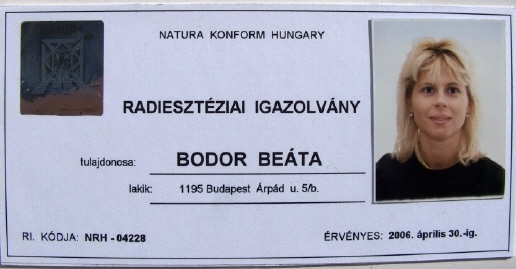 NATURA KONFORM HUNGARY
NATURA
RADIESZTÉZIAI IGAZOLVÁNY
tulajdonosa: BODOR BEÁTA
lakik: 1195 Budapest Árpád u. 5/b.
RI. KÓDJA: NRH - 04228
ÉRVÉNYES: 2006. április 30.-ig.